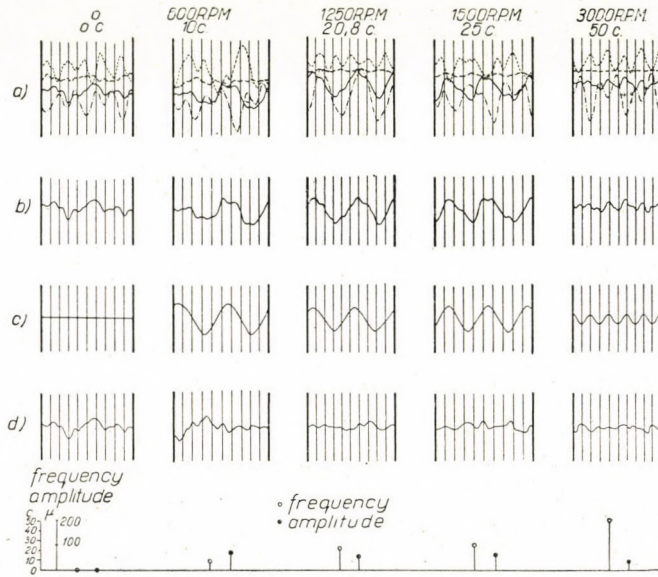 0 600RPM 1250RPM 1500RPM 3000RPM
0 c 10c. 20,8 c. 25 c 50 c.
a)
b)
c)
d)
frequency
amplitude
c μ
50 200
40
30 100
20
10
0
○ frequency
● amplitude